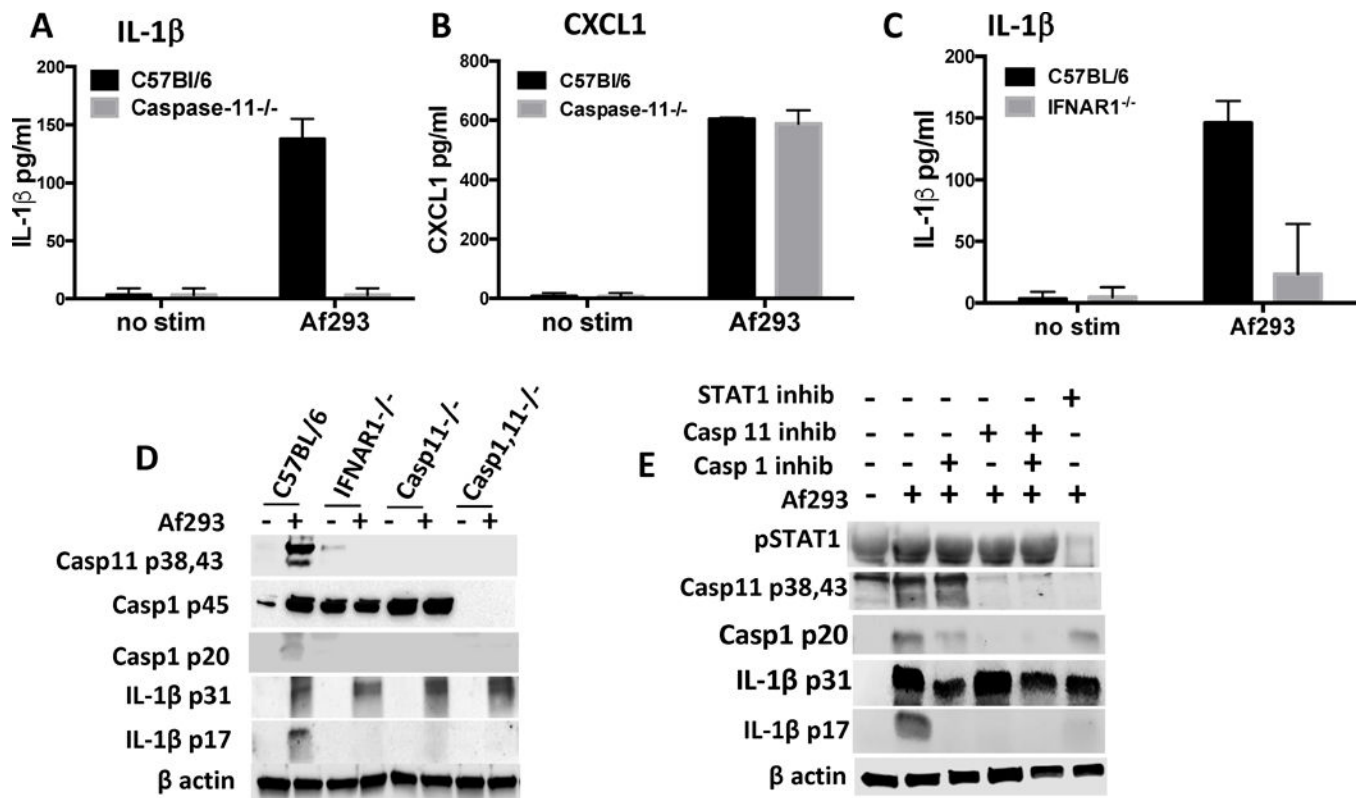 A IL-1β
200
150
100
50
0
IL-1β pg/ml
C57Bl/6
Caspase-11-/-
no stim Af293
B CXCL1
800
600
400
200
0
CXCL1 pg/ml
C57Bl/6
Caspase-11-/-
no stim Af293
C IL-1β
200
150
100
50
0
IL-1β pg/ml
C57BL/6
IFNAR1-/-
no stim Af293
D
C57BL/6 IFNAR1-/- Casp11-/- Casp1,11-/-
Af293 - + - + - + - +
Casp11 p38,43
Casp1 p45
Casp1 p20
IL-1β p31
IL-1β p17
β actin
E
STAT1 inhib - - - - - +
Casp 11 inhib - - - + + -
Casp 1 inhib - - + - + -
Af293 - + + + + +
pSTAT1
Casp11 p38,43
Casp1 p20
IL-1β p31
IL-1β p17
β actin